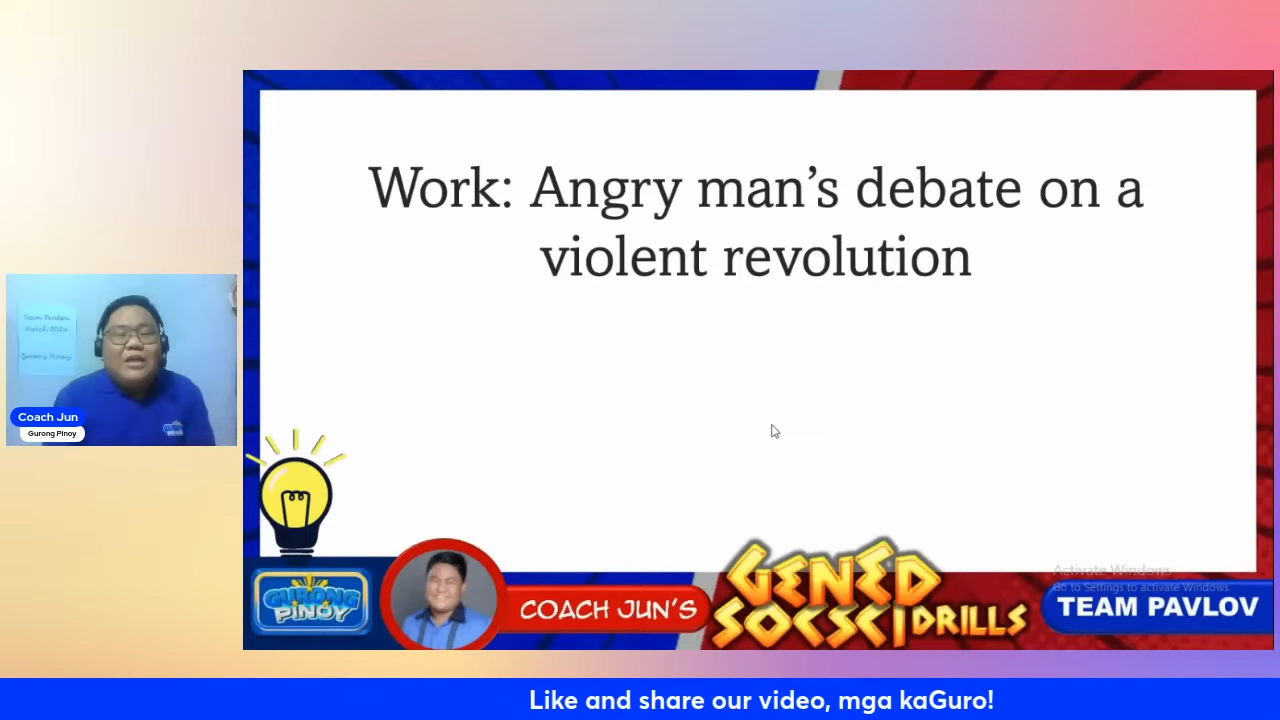 Work: Angry man’s debate on a
violent revolution
Coach Jun
Gurong Pinoy
GURONG
PINOY
COACH JUN'S
GENED
SOCSCI DRILLS
Activate Windows
Go to Settings to activate Windows.
TEAM PAVLOV
Like and share our video, mga kaGuro!